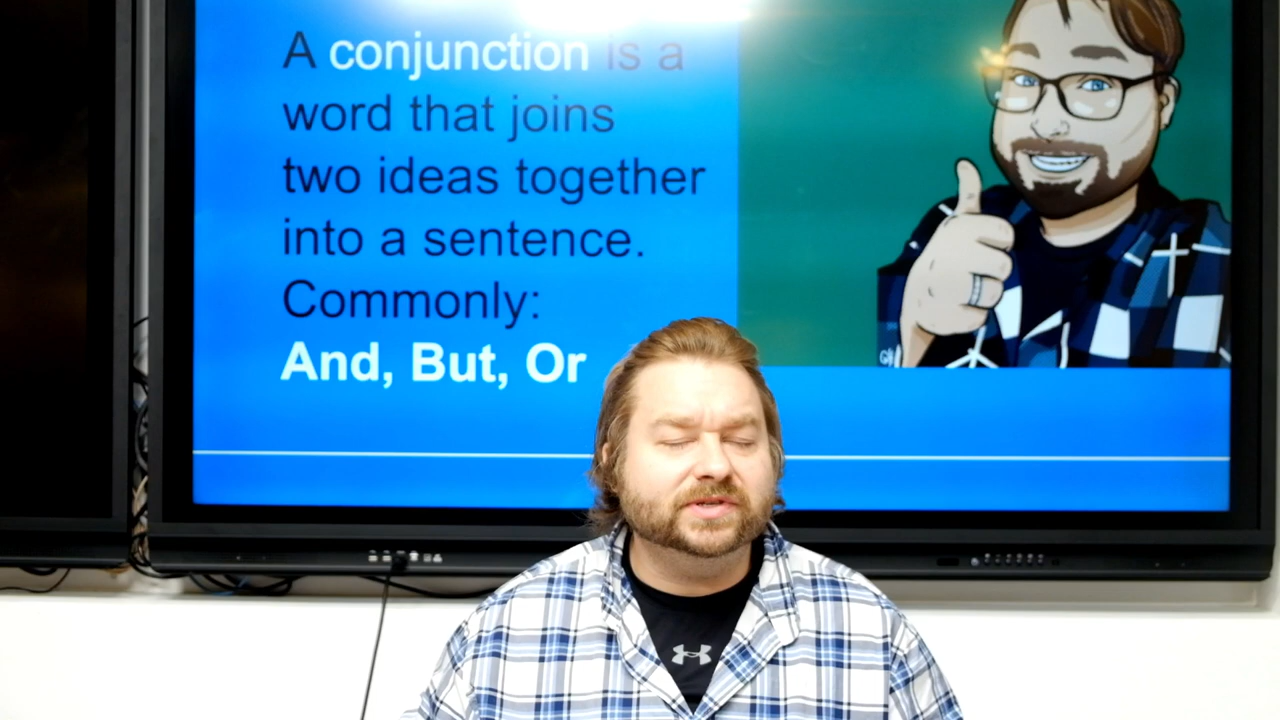 A conjunction is a
word that joins
two ideas together
into a sentence.
Commonly:
And, But, Or